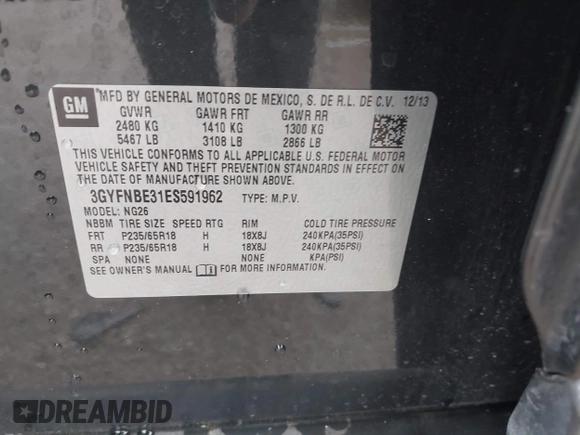 GM
MFD BY GENERAL MOTORS DE MEXICO, S. DE R.L. DE C.V. 12/13
GVWR GAWR FRT GAWR RR
2480 KG 1410 KG 1300 KG
5467 LB 3108 LB 2866 LB
THIS VEHICLE CONFORMS TO ALL APPLICABLE U.S. FEDERAL MOTOR
VEHICLE SAFETY AND THEFT PREVENTION STANDARDS IN EFFECT ON
THE DATE OF MANUFACTURE SHOWN ABOVE.
3GYFNBE31ES591962 TYPE: M.P.V.
MODEL: NG26
NBBM TIRE SIZE SPEED RTG RIM COLD TIRE PRESSURE
FRT P235/65R18 H 18X8J 240KPA(35PSI)
RR P235/65R18 H 18X8J 240KPA(35PSI)
SPA NONE NONE KPA(PSI)
SEE OWNER'S MANUAL FOR MORE INFORMATION.
DREAMBID